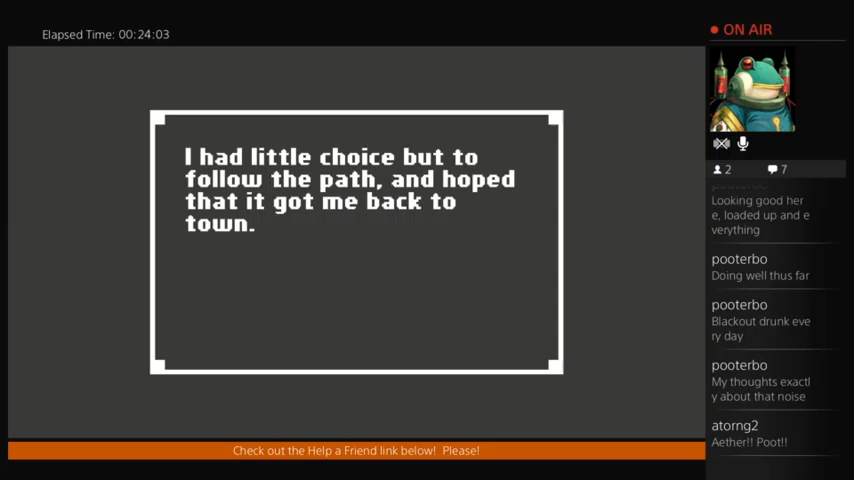 Elapsed Time: 00:24:03
ON AIR
I had little choice but to
follow the path, and hoped
that it got me back to
town.
2
7
Looking good her
e, loaded up and e
verything
pooterbo
Doing well thus far
pooterbo
Blackout drunk eve
ry day
pooterbo
My thoughts exactl
y about that noise
atorng2
Aether!! Poot!!
Check out the Help a Friend link below! Please!